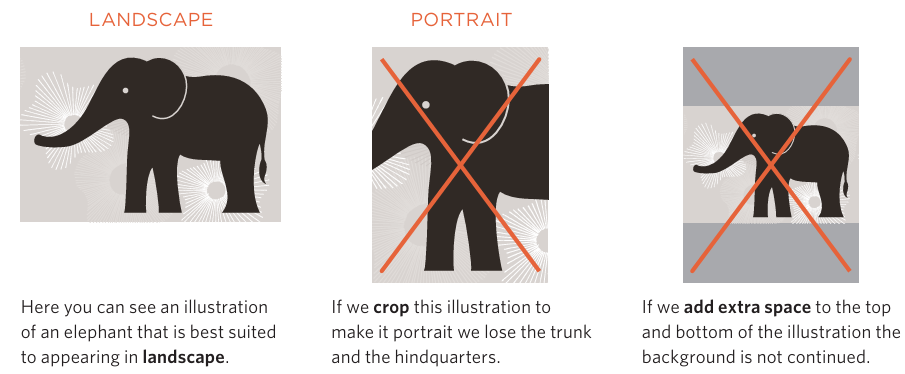 LANDSCAPE
PORTRAIT
Here you can see an illustration
of an elephant that is best suited
to appearing in landscape.
If we crop this illustration to
make it portrait we lose the trunk
and the hindquarters.
If we add extra space to the top
and bottom of the illustration the
background is not continued.